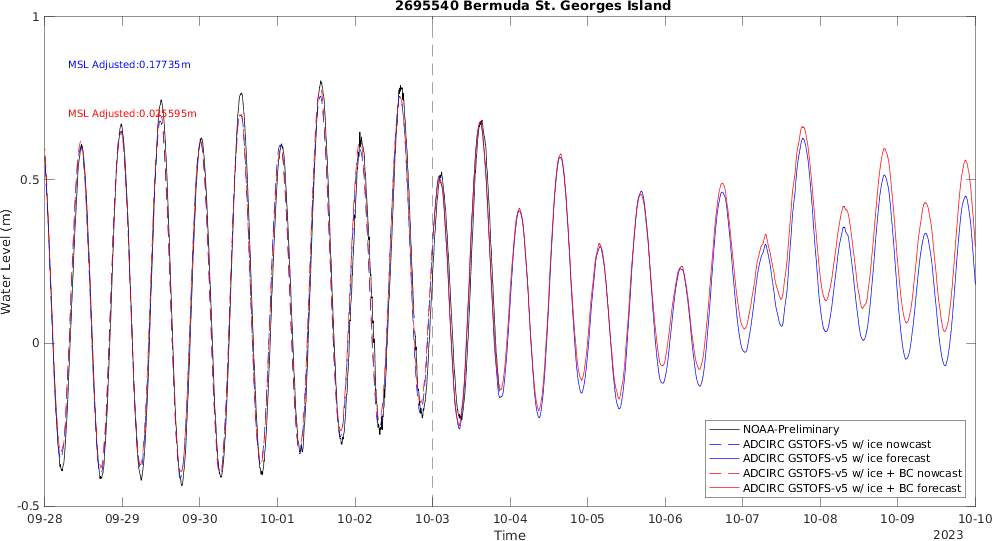 2695540 Bermuda St. Georges Island
1
MSL Adjusted:0.17735m
MSL Adjusted:0.025595m
0.5
Water Level (m)
0
NOAA-Preliminary
ADCIRC GSTOFS-v5 w/ ice nowcast
ADCIRC GSTOFS-v5 w/ ice forecast
ADCIRC GSTOFS-v5 w/ ice + BC nowcast
ADCIRC GSTOFS-v5 w/ ice + BC forecast
-0.5
09-28 09-29 09-30 10-01 10-02 10-03 10-04 10-05 10-06 10-07 10-08 10-09 10-10
Time
2023